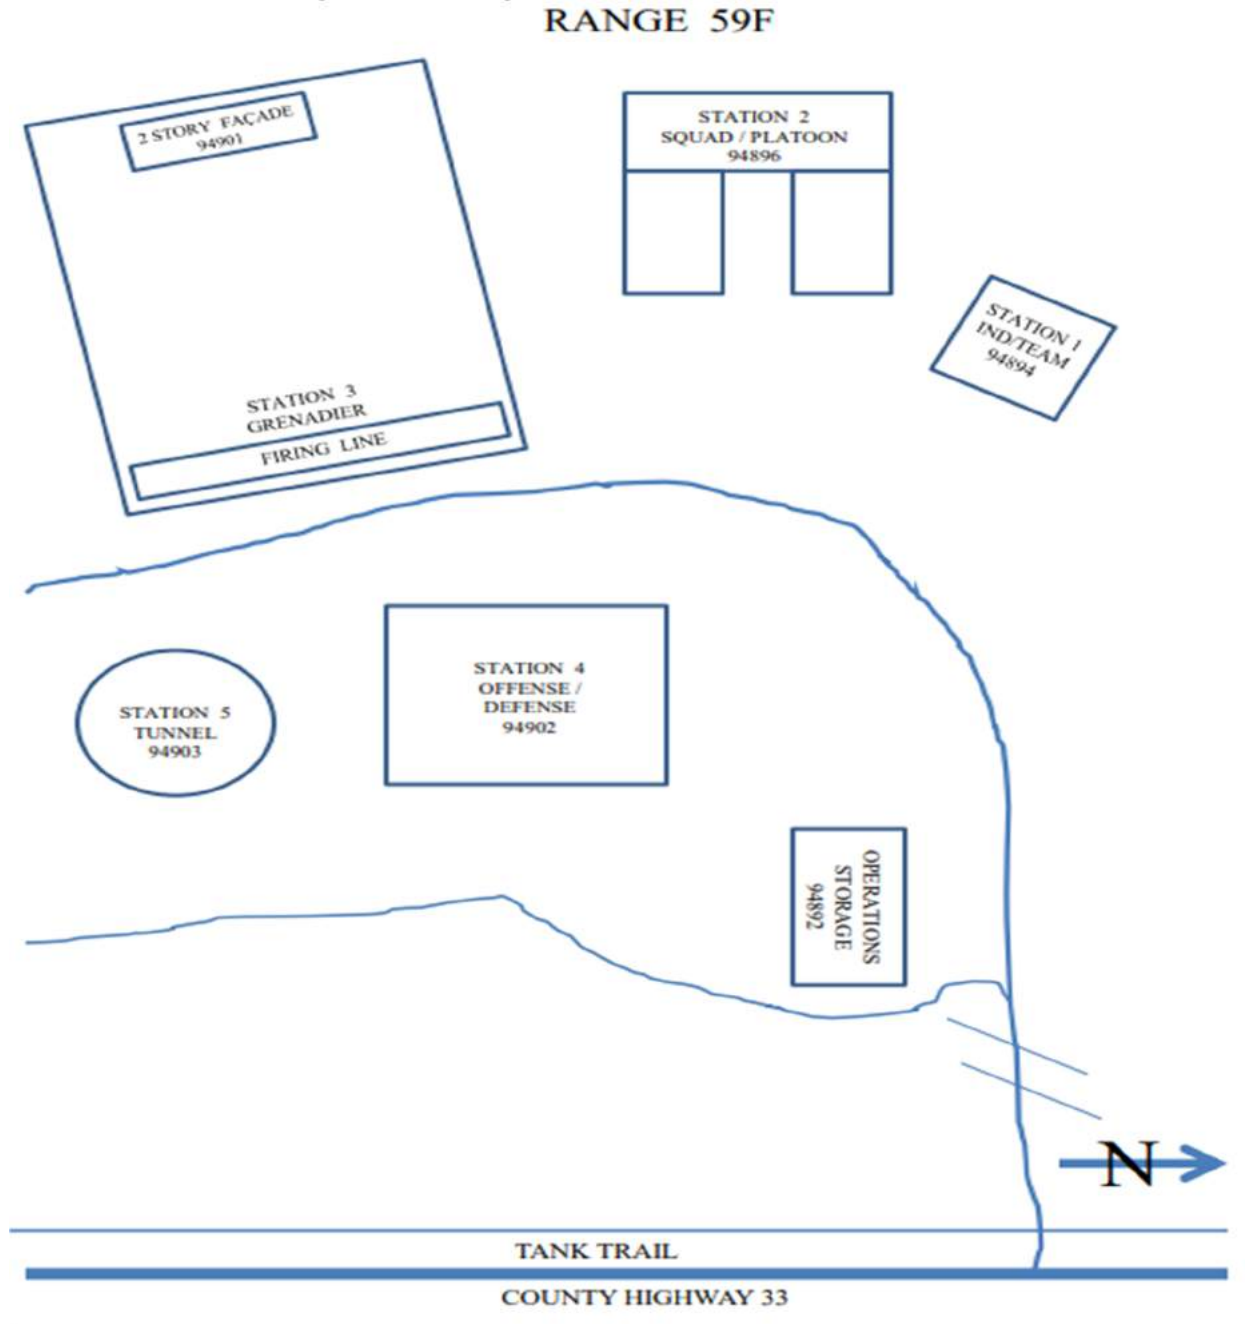 RANGE 59F
2 STORY FAÇADE
94901
STATION 2
SQUAD / PLATOON
94896
STATION 1
IND/TEAM
94894
STATION 3
GRENADIER
FIRING LINE
STATION 4
OFFENSE /
DEFENSE
94902
STATION 5
TUNNEL
94903
OPERATIONS
STORAGE
94892
N
TANK TRAIL
COUNTY HIGHWAY 33